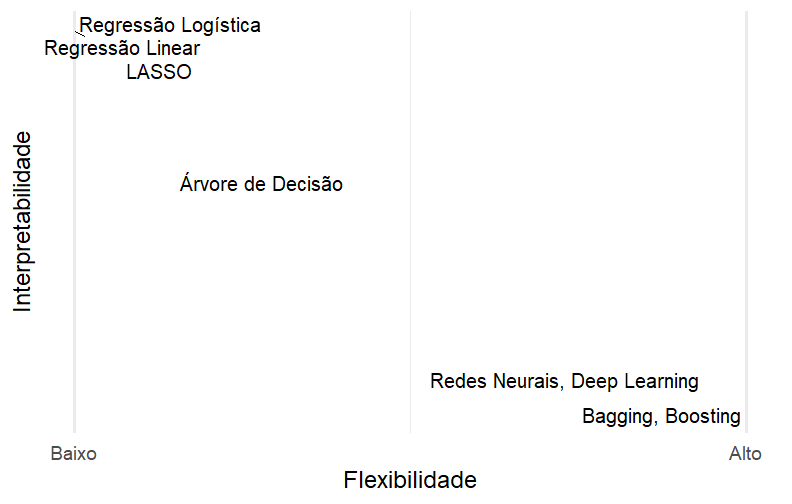 Regressão Logística
Regressão Linear
LASSO
Árvore de Decisão
Interpretabilidade
Redes Neurais, Deep Learning
Bagging, Boosting
Baixo
Alto
Flexibilidade